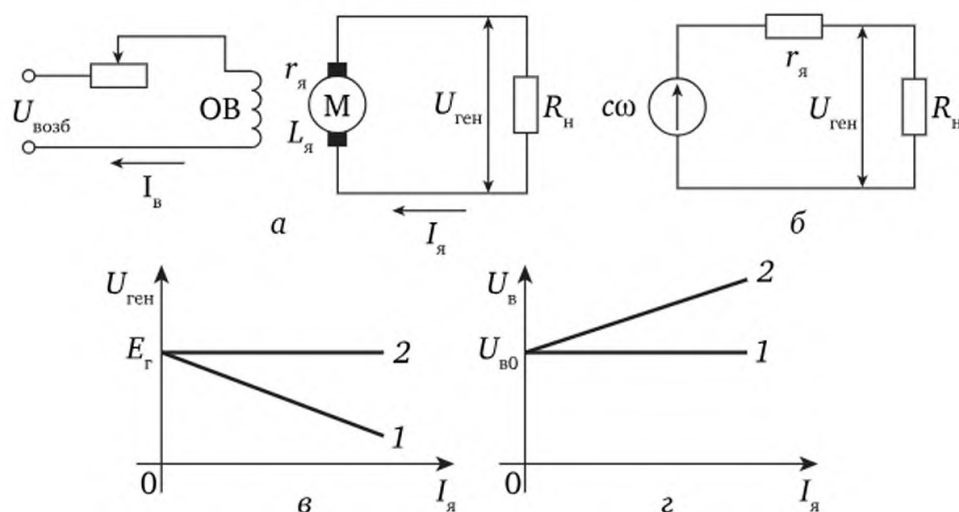 U возб
I в
ОВ
r я
М
L я
U ген
R н
I я
а
cω
r я
U ген
R н
б
U ген
E г
2
1
0
I я
в
U в
U в0
2
1
0
I я
г